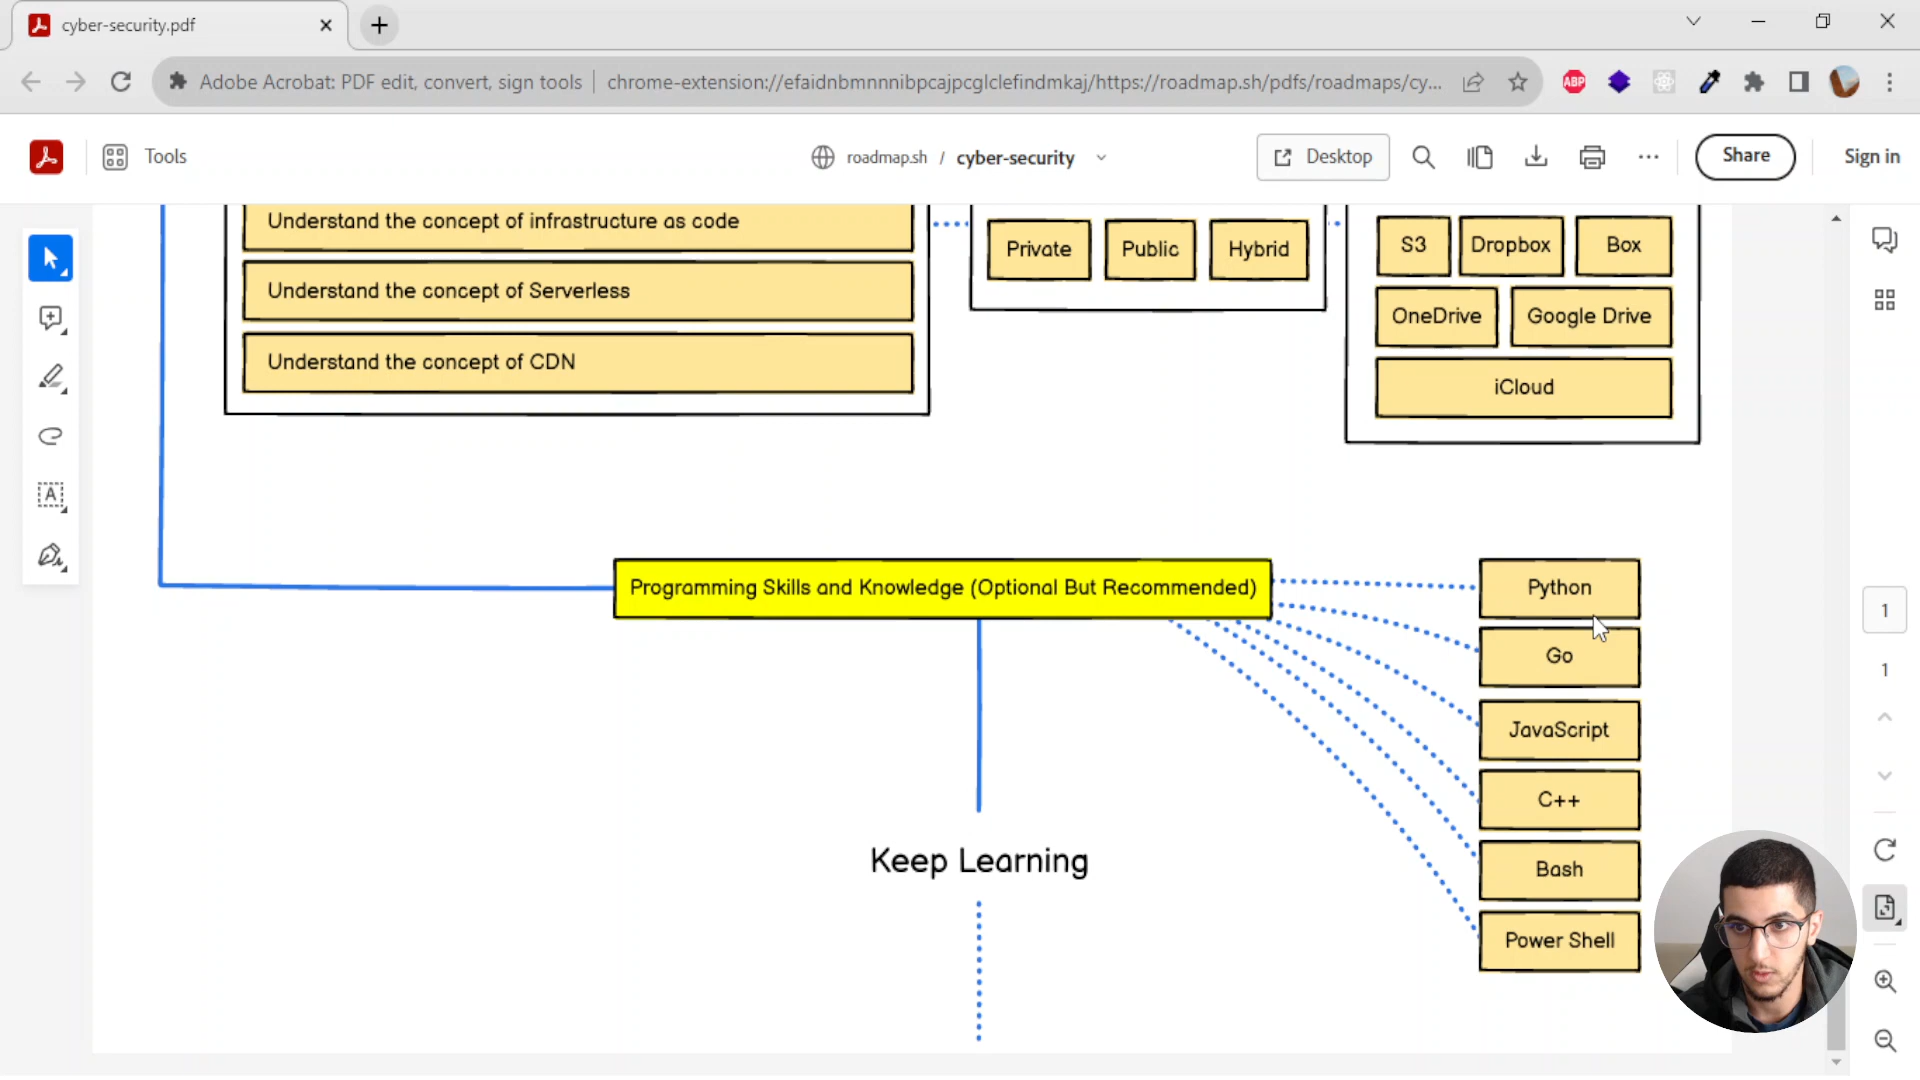 cyber-security.pdf
Adobe Acrobat: PDF edit, convert, sign tools
chrome-extension://efaidnbmnnnibpcajpcglclefindmkaj/https://roadmap.sh/pdfs/roadmaps/cy...
ABP
Tools
roadmap.sh / cyber-security
Desktop
Share
Sign in
Understand the concept of infrastructure as code
Understand the concept of Serverless
Understand the concept of CDN
Private
Public
Hybrid
S3
Dropbox
Box
OneDrive
Google Drive
iCloud
A
Programming Skills and Knowledge (Optional But Recommended)
Python
Go
JavaScript
C++
Bash
Power Shell
Keep Learning
1
1